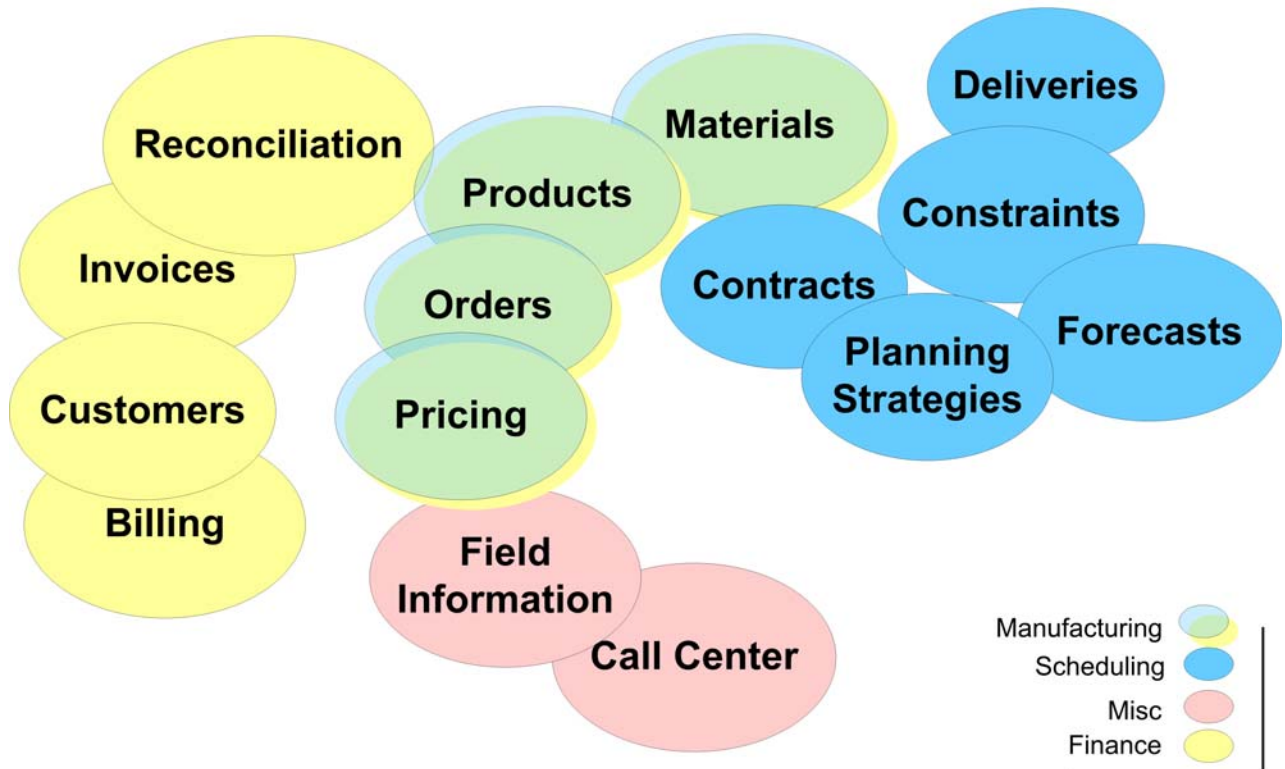 Deliveries
Materials
Reconciliation
Products
Constraints
Invoices
Contracts
Orders
Forecasts
Planning
Strategies
Customers
Pricing
Billing
Field
Information
Call Center
Manufacturing
Scheduling
Misc
Finance